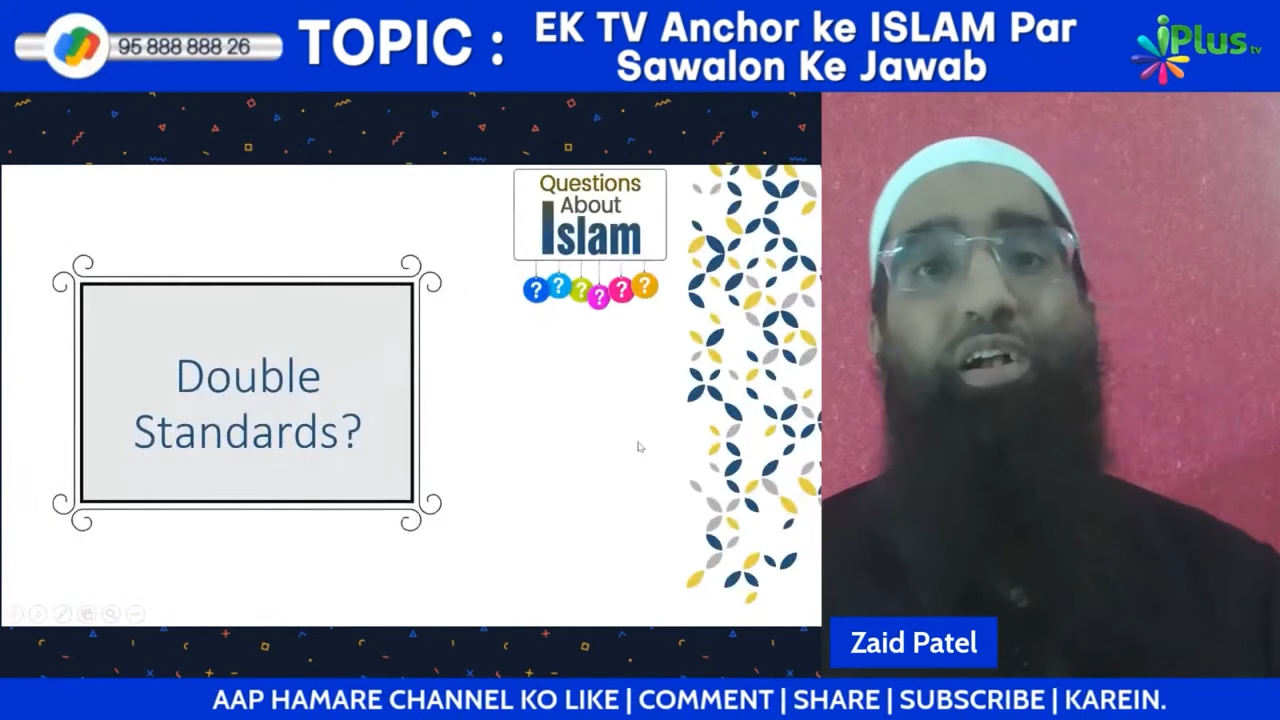 95 888 888 26
TOPIC :
EK TV Anchor ke ISLAM Par
Sawalon Ke Jawab
iPlus tv
Questions
About
Islam
? ? ? ? ? ?
Double
Standards?
Zaid Patel
AAP HAMARE CHANNEL KO LIKE | COMMENT | SHARE | SUBSCRIBE | KAREIN.